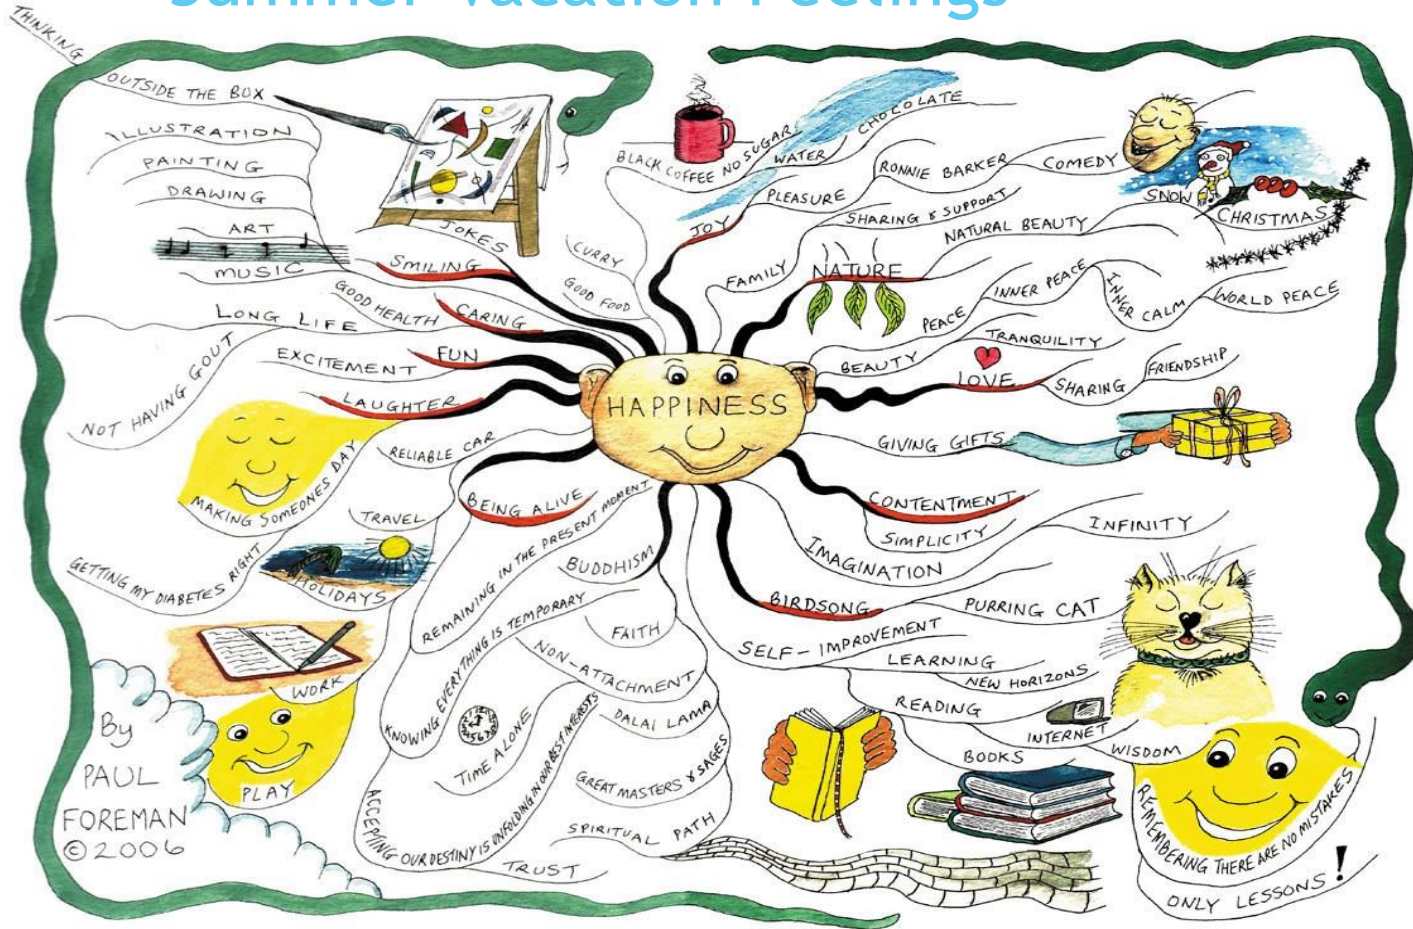 Summer Vacation Feelings
THINKING
OUTSIDE THE BOX
ILLUSTRATION
PAINTING
DRAWING
ART
MUSIC
JOKES
SMILING
GOOD HEALTH
CARING
LONG LIFE
NOT HAVING GOUT
EXCITEMENT
FUN
LAUGHTER
MAKING SOMEONES DAY
GETTING MY DIABETES RIGHT
CURRY
GOOD FOOD
BLACK COFFEE NO SUGAR
WATER
CHOCOLATE
JOY
PLEASURE
RONNIE BARKER
COMEDY
FAMILY
SHARING & SUPPORT
NATURE
NATURAL BEAUTY
SNOW
CHRISTMAS
BEAUTY
PEACE
INNER PEACE
INNER CALM
WORLD PEACE
TRANQUILITY
LOVE
SHARING
FRIENDSHIP
HAPPINESS
GIVING GIFTS
CONTENTMENT
SIMPLICITY
IMAGINATION
INFINITY
BIRDSONG
PURRING CAT
SELF-IMPROVEMENT
LEARNING
NEW HORIZONS
READING
INTERNET
BOOKS
WISDOM
REMEMBERING THERE ARE NO MISTAKES
ONLY LESSONS!
RELIABLE CAR
TRAVEL
HOLIDAYS
WORK
PLAY
BEING ALIVE
REMAINING IN THE PRESENT MOMENT
KNOWING EVERYTHING IS TEMPORARY
ACCEPTING OUR DESTINY IS UNFOLDING IN OUR BEST INTERESTS
TIME ALONE
BUDDHISM
FAITH
NON-ATTACHMENT
DALAI LAMA
GREAT MASTERS & SAGES
SPIRITUAL PATH
TRUST
By
PAUL
FOREMAN
© 2006